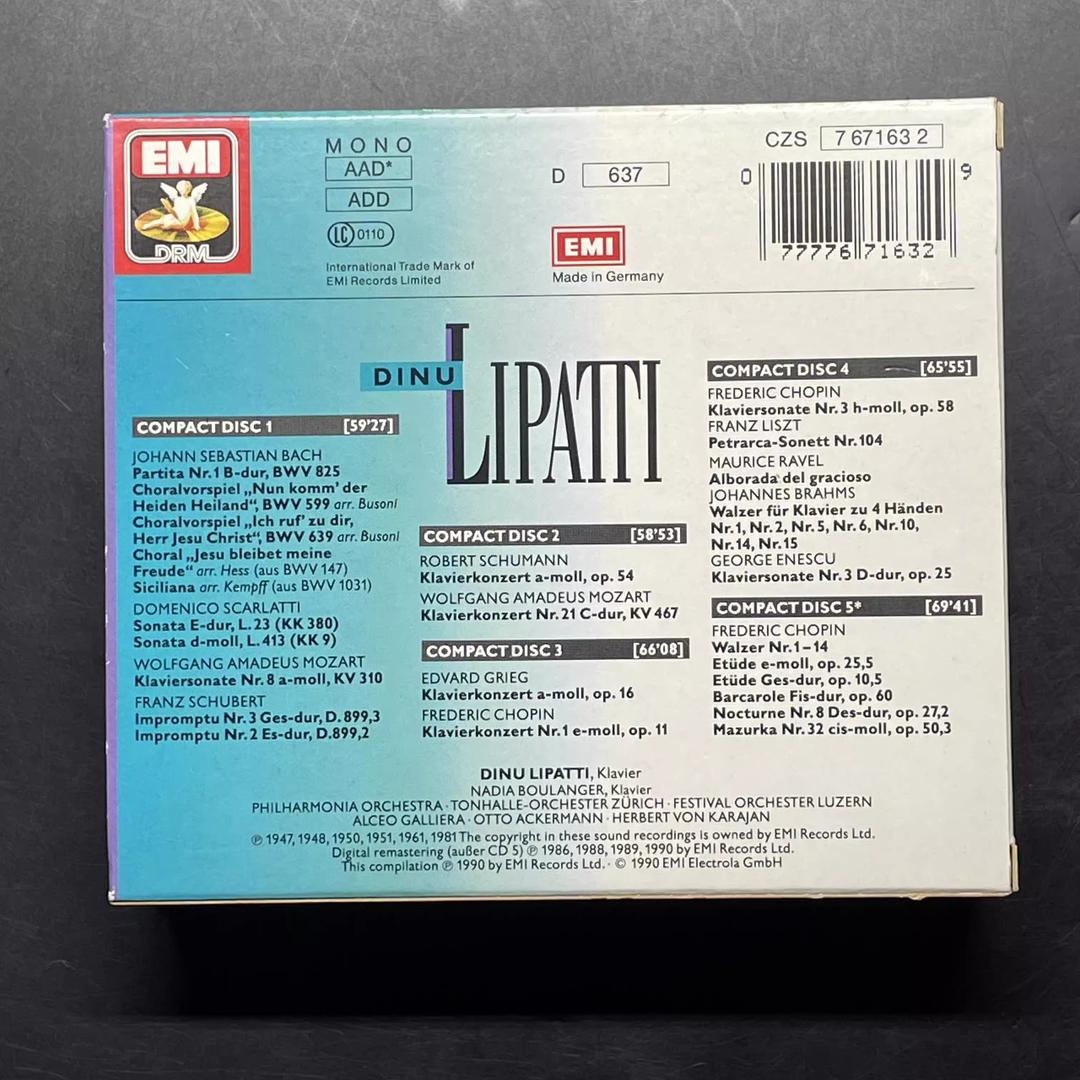 EMI
DRM
MONO
AAD*
ADD
LC 0110
International Trade Mark of
EMI Records Limited
D 637
EMI
Made in Germany
CZS 7 67163 2
0 77776 71632 9
DINU
LIPATTI
COMPACT DISC 1 [59'27]
JOHANN SEBASTIAN BACH
Partita Nr.1 B-dur, BWV 825
Choralvorspiel „Nun komm' der
Heiden Heiland“, BWV 599 arr. Busoni
Choralvorspiel „Ich ruf' zu dir,
Herr Jesu Christ“, BWV 639 arr. Busoni
Choral „Jesu bleibet meine
Freude“ arr. Hess (aus BWV 147)
Siciliana arr. Kempff (aus BWV 1031)
DOMENICO SCARLATTI
Sonata E-dur, L.23 (KK 380)
Sonata d-moll, L.413 (KK 9)
WOLFGANG AMADEUS MOZART
Klaviersonate Nr.8 a-moll, KV 310
FRANZ SCHUBERT
Impromptu Nr.3 Ges-dur, D.899,3
Impromptu Nr.2 Es-dur, D.899,2
COMPACT DISC 2 [58'53]
ROBERT SCHUMANN
Klavierkonzert a-moll, op. 54
WOLFGANG AMADEUS MOZART
Klavierkonzert Nr.21 C-dur, KV 467
COMPACT DISC 3 [66'08]
EDVARD GRIEG
Klavierkonzert a-moll, op. 16
FREDERIC CHOPIN
Klavierkonzert Nr.1 e-moll, op. 11
COMPACT DISC 4 [65'55]
FREDERIC CHOPIN
Klaviersonate Nr.3 h-moll, op. 58
FRANZ LISZT
Petrarca-Sonett Nr.104
MAURICE RAVEL
Alborada del gracioso
JOHANNES BRAHMS
Walzer für Klavier zu 4 Händen
Nr.1, Nr.2, Nr.5, Nr.6, Nr.10,
Nr.14, Nr.15
GEORGE ENESCU
Klaviersonate Nr.3 D-dur, op. 25
COMPACT DISC 5* [69'41]
FREDERIC CHOPIN
Walzer Nr.1–14
Etüde e-moll, op. 25,5
Etüde Ges-dur, op. 10,5
Barcarole Fis-dur, op. 60
Nocturne Nr.8 Des-dur, op. 27,2
Mazurka Nr.32 cis-moll, op. 50,3
DINU LIPATTI, Klavier
NADIA BOULANGER, Klavier
PHILHARMONIA ORCHESTRA · TONHALLE-ORCHESTER ZÜRICH · FESTIVAL ORCHESTER LUZERN
ALCEO GALLIERA · OTTO ACKERMANN · HERBERT VON KARAJAN
℗ 1947, 1948, 1950, 1951, 1961, 1981 The copyright in these sound recordings is owned by EMI Records Ltd.
Digital remastering (außer CD 5) ℗ 1986, 1988, 1989, 1990 by EMI Records Ltd.
This compilation ℗ 1990 by EMI Records Ltd. · © 1990 EMI Electrola GmbH